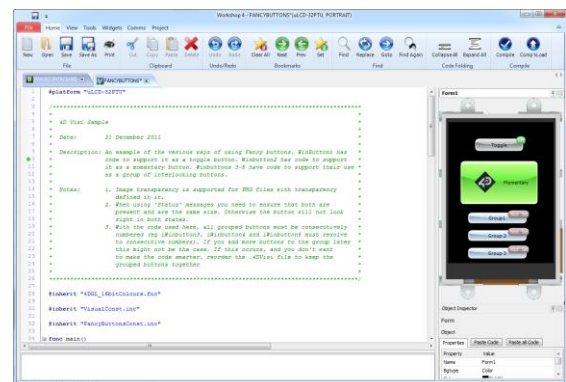 Workshop 4 - FANCYBUTTONS*(uLCD-32PTU, PORTRAIT)
File Home View Tools Widgets Comms Project
New Open Save Save As Print Cut Copy Paste Delete Undo Redo Clear All Next Prev Set Find Replace Goto Find Again Collapse All Expand All Compile CompLoad
File Clipboard Undo/Redo Bookmarks Find Code Folding Compile
FANCYBUTTONS*
#platform "uLCD-32PTU"
4D Visi Sample
Date: 21 December 2011
Description: An example of the various ways of using Fancy buttons. Winbutton1 has
code to support it as a toggle button. Winbutton2 has code to support
it as a momentary button. Winbuttons 3-5 have code to support their use
as a group of interlocking buttons.
Notes: 1. Image transparency is supported for PNG files with transparency
defined in it.
2. When using 'Status' messages you need to ensure that both are
present and are the same size. Otherwise the button will not look
right in both states.
3. With the code used here, all grouped buttons must be consecutively
numbered (eg iWinbutton3, iWinbutton4 and iWinbutton5 must resolve
to consecutive numbers). If you add more buttons to the group later
this might not be the case. If this occurs, and you don't want
to make the code smarter, reorder the .4DVisi file to keep the
grouped buttons together
#inherit "4DGL_16bitColours.fnc"
#inherit "VisualConst.inc"
#inherit "FancyButtonsConst.inc"
func main()
Form1
Toggle
4D Momentary
Group 1
Group 2
Group 3
Object Inspector
Form
Object
Properties Paste Code Paste all Code
Property Value
Name Form1
Bgtype Color